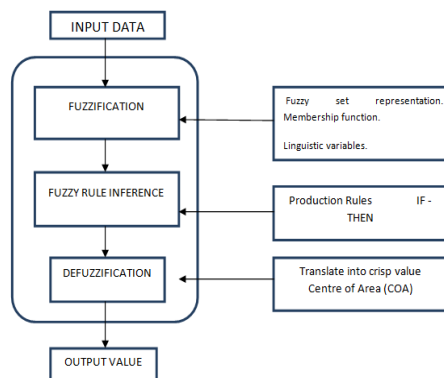 INPUT DATA
FUZZIFICATION
Fuzzy set representation.
Membership function.
Linguistic variables.
FUZZY RULE INFERENCE
Production Rules IF -
THEN
DEFUZZIFICATION
Translate into crisp value
Centre of Area (COA)
OUTPUT VALUE